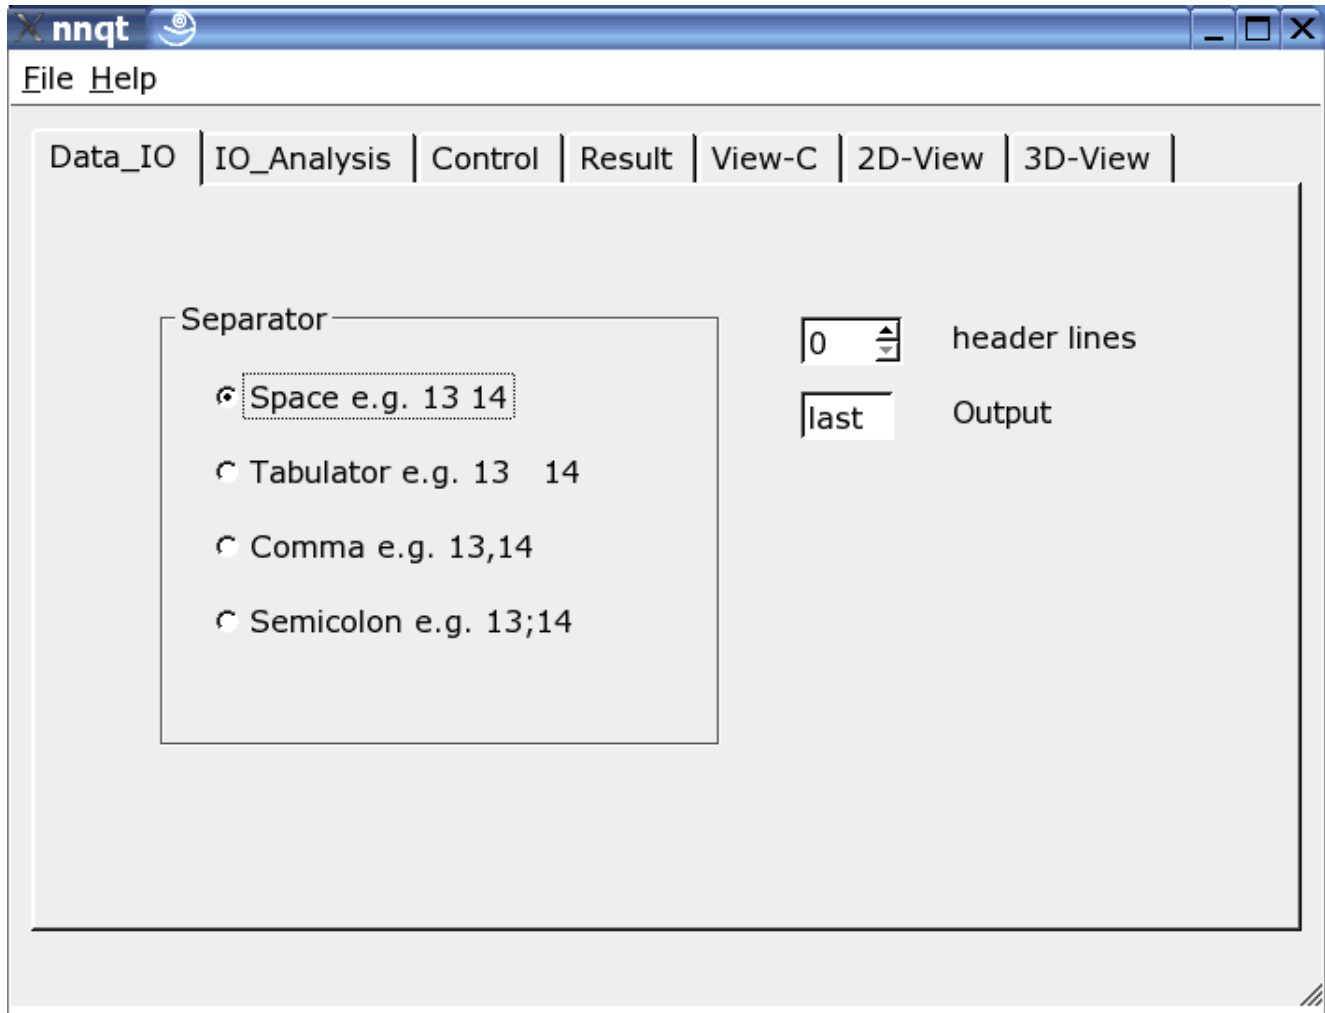 nnqt
File Help
Data_IO IO_Analysis Control Result View-C 2D-View 3D-View
Separator
Space e.g. 13 14
Tabulator e.g. 13   14
Comma e.g. 13,14
Semicolon e.g. 13;14
0 header lines
last Output